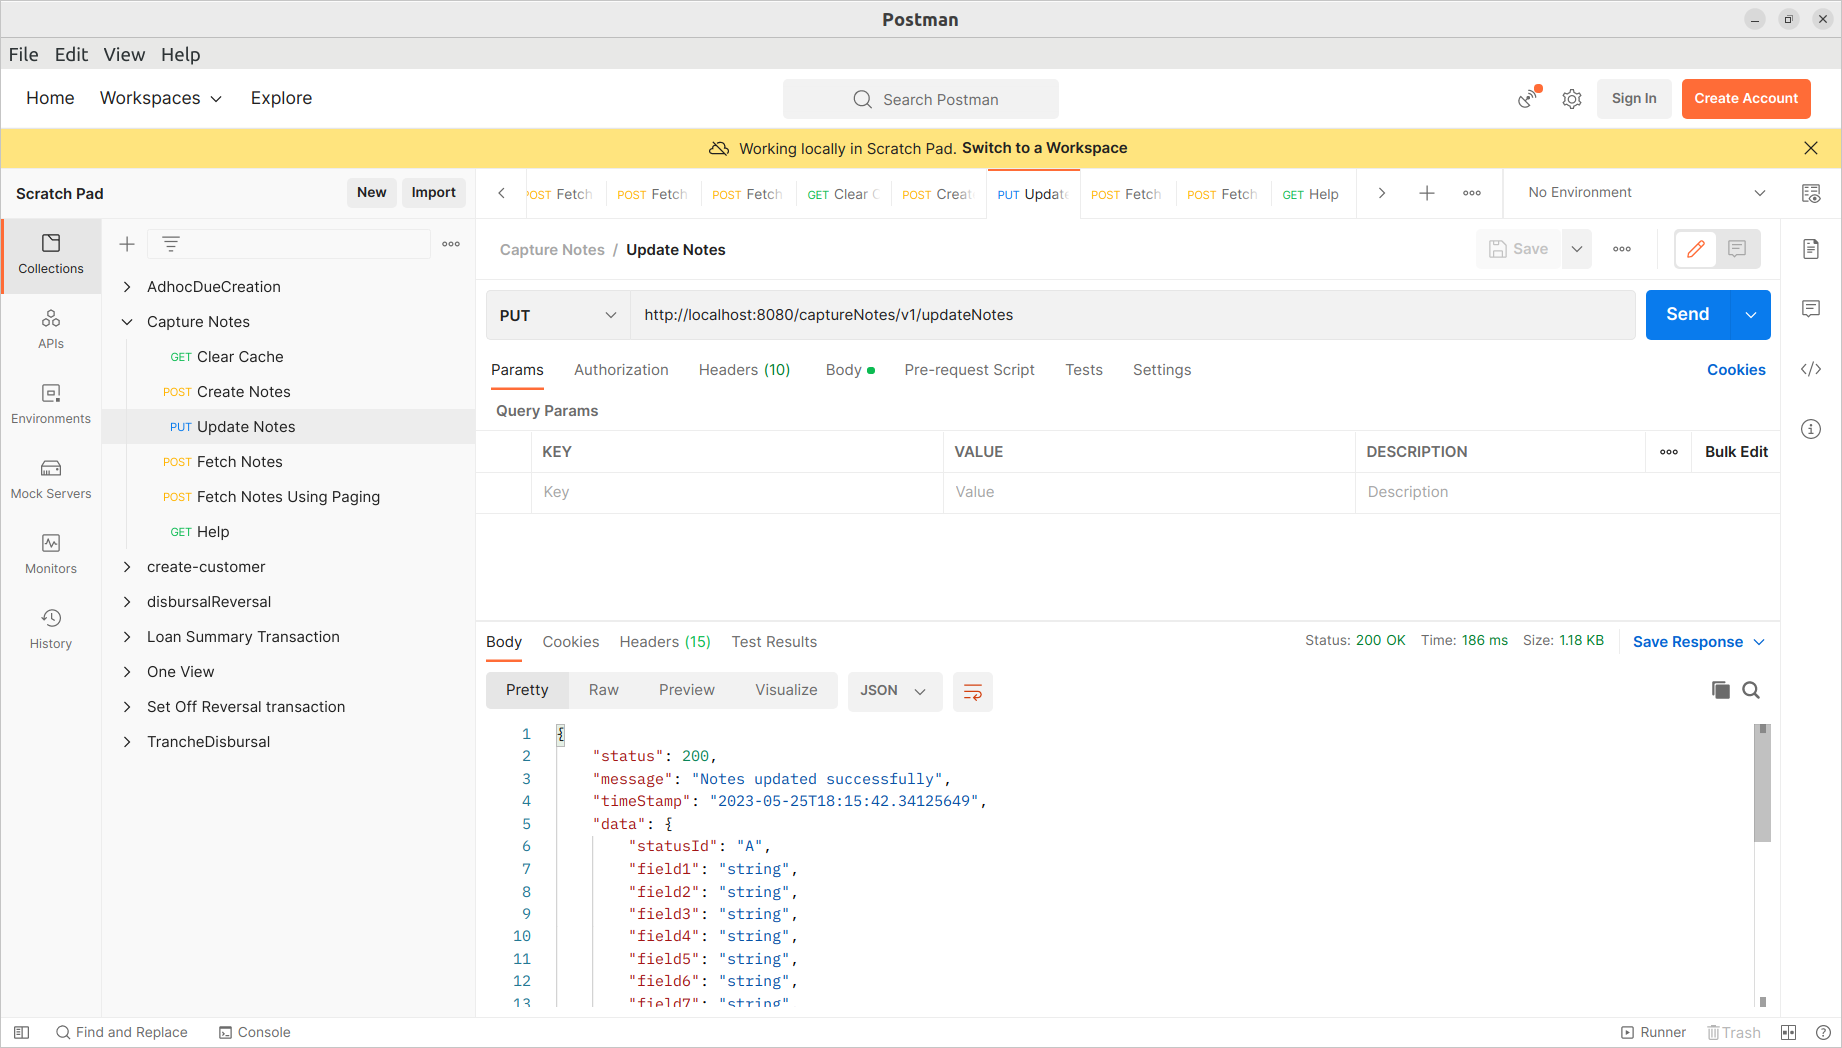 Postman
File Edit View Help
Home Workspaces Explore
Search Postman
Sign In
Create Account
Working locally in Scratch Pad. Switch to a Workspace
Scratch Pad
New
Import
POST Fetch
POST Fetch
POST Fetch
GET Clear
POST Creat
PUT Update
POST Fetch
POST Fetch
GET Help
No Environment
Collections
APIs
Environments
Mock Servers
Monitors
History
AdhocDueCreation
Capture Notes
GET Clear Cache
POST Create Notes
PUT Update Notes
POST Fetch Notes
POST Fetch Notes Using Paging
GET Help
create-customer
disbursalReversal
Loan Summary Transaction
One View
Set Off Reversal transaction
TrancheDisbursal
Capture Notes / Update Notes
Save
PUT
http://localhost:8080/captureNotes/v1/updateNotes
Send
Params Authorization Headers (10) Body Pre-request Script Tests Settings
Cookies
Query Params
KEY VALUE DESCRIPTION Bulk Edit
Key Value Description
Body Cookies Headers (15) Test Results
Status: 200 OK Time: 186 ms Size: 1.18 KB Save Response
Pretty Raw Preview Visualize JSON
1 {
2 "status": 200,
3 "message": "Notes updated successfully",
4 "timeStamp": "2023-05-25T18:15:42.34125649",
5 "data": {
6 "statusId": "A",
7 "field1": "string",
8 "field2": "string",
9 "field3": "string",
10 "field4": "string",
11 "field5": "string",
12 "field6": "string",
13 "field7": "string"
Find and Replace
Console
Runner
Trash